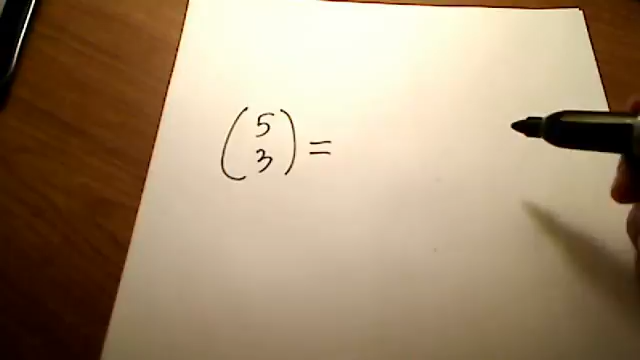 (5
3) =